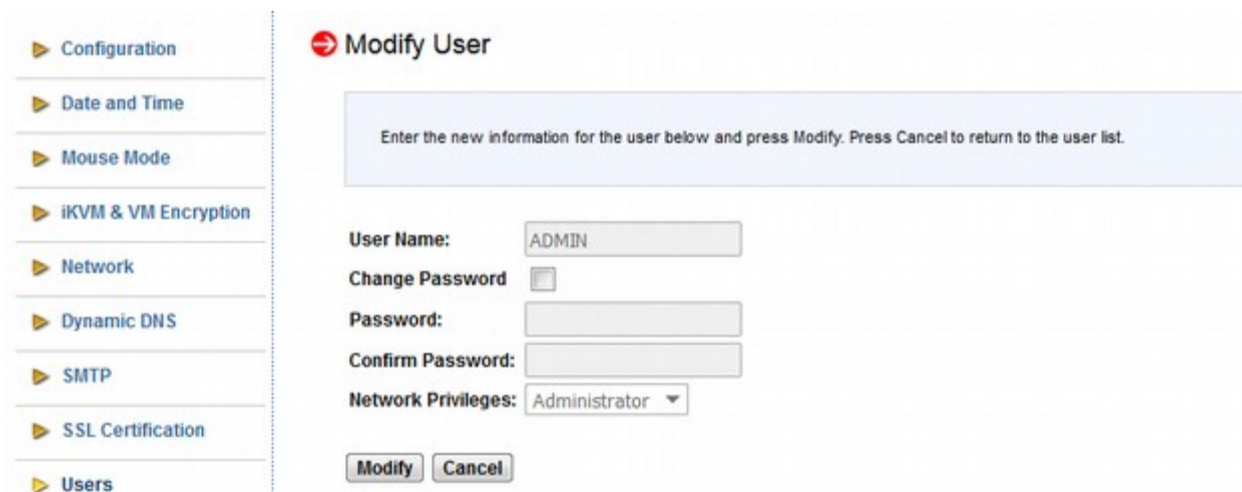 Configuration
Date and Time
Mouse Mode
iKVM & VM Encryption
Network
Dynamic DNS
SMTP
SSL Certification
Users
Modify User
Enter the new information for the user below and press Modify. Press Cancel to return to the user list.
User Name: ADMIN
Change Password
Password:
Confirm Password:
Network Privileges: Administrator
Modify Cancel